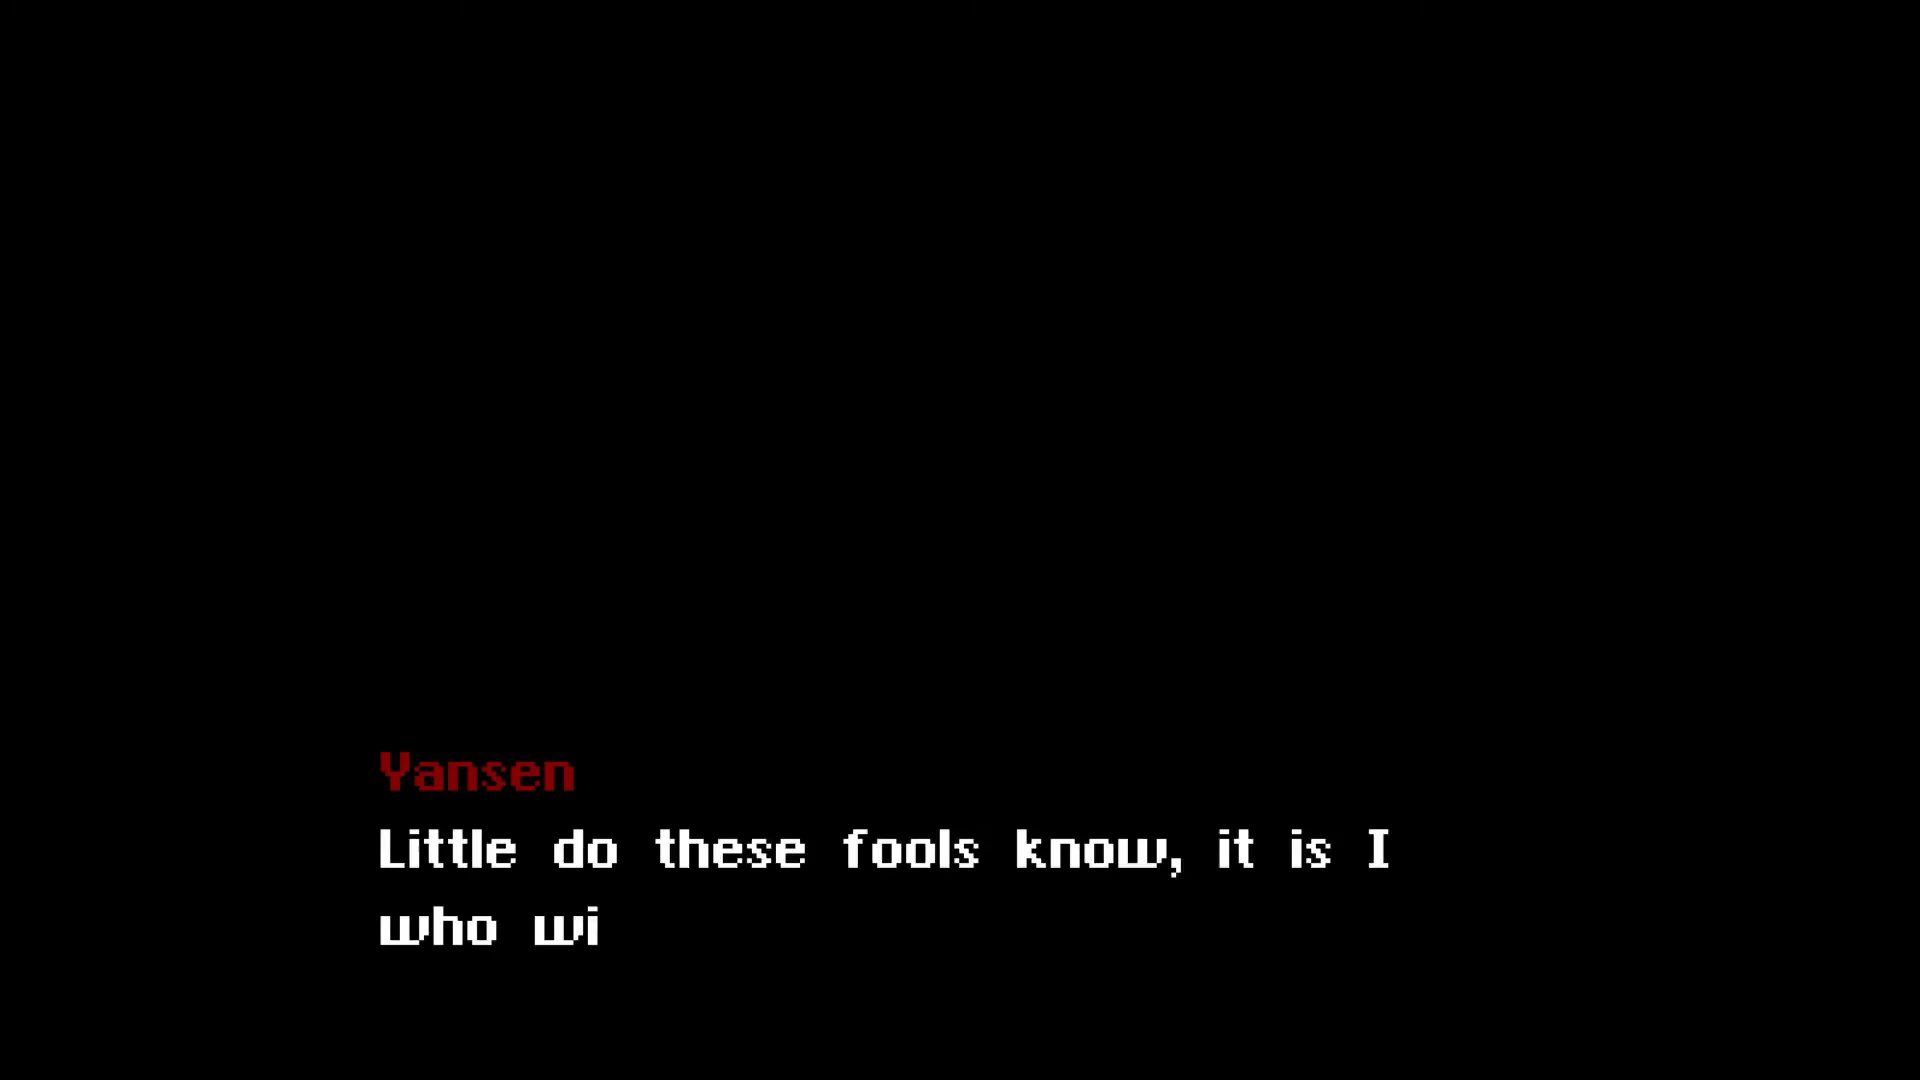 Yansen
Little do these fools know, it is I
who wi